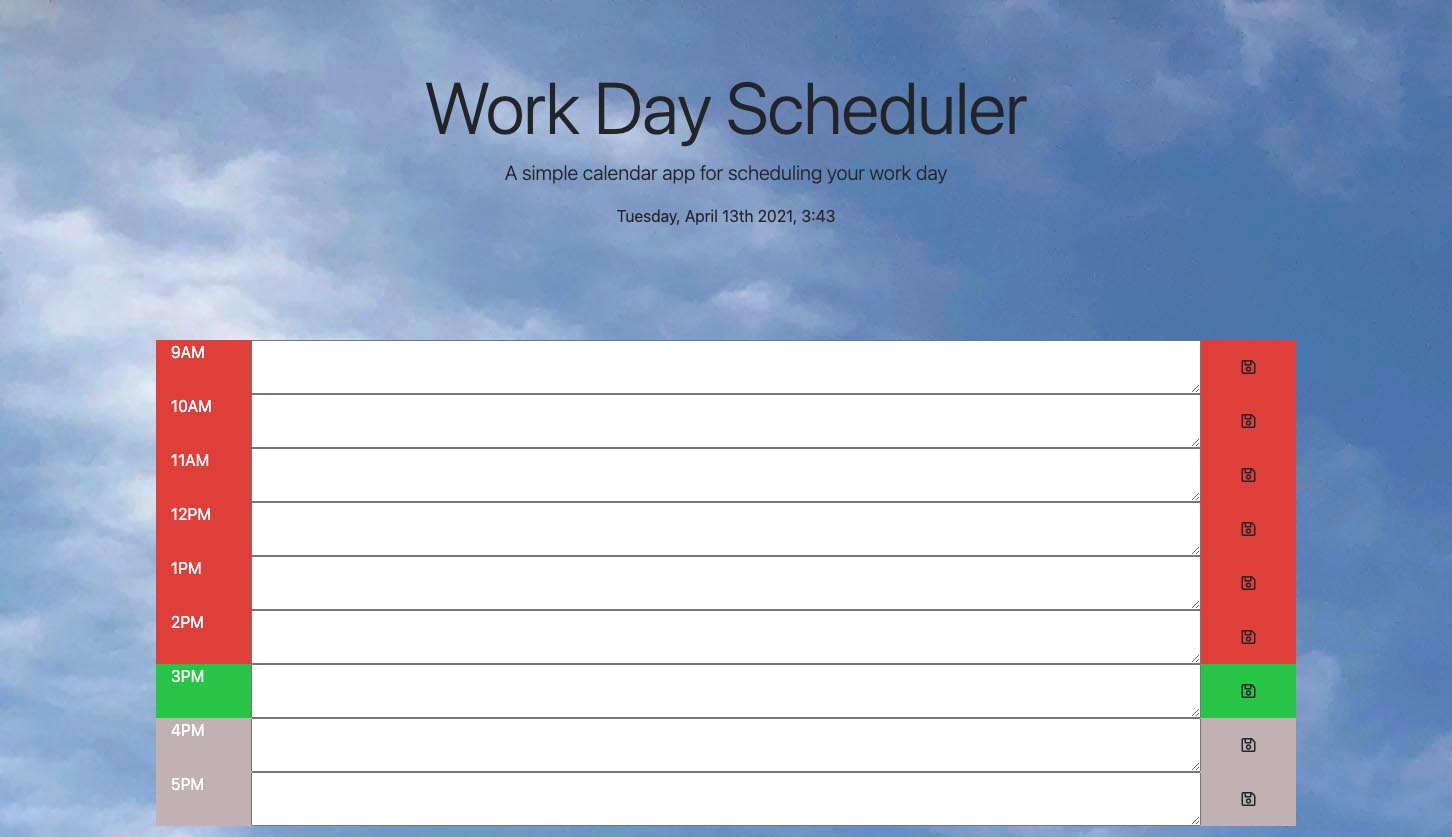 Work Day Scheduler
A simple calendar app for scheduling your work day
Tuesday, April 13th 2021, 3:43
9AM
10AM
11AM
12PM
1PM
2PM
3PM
4PM
5PM